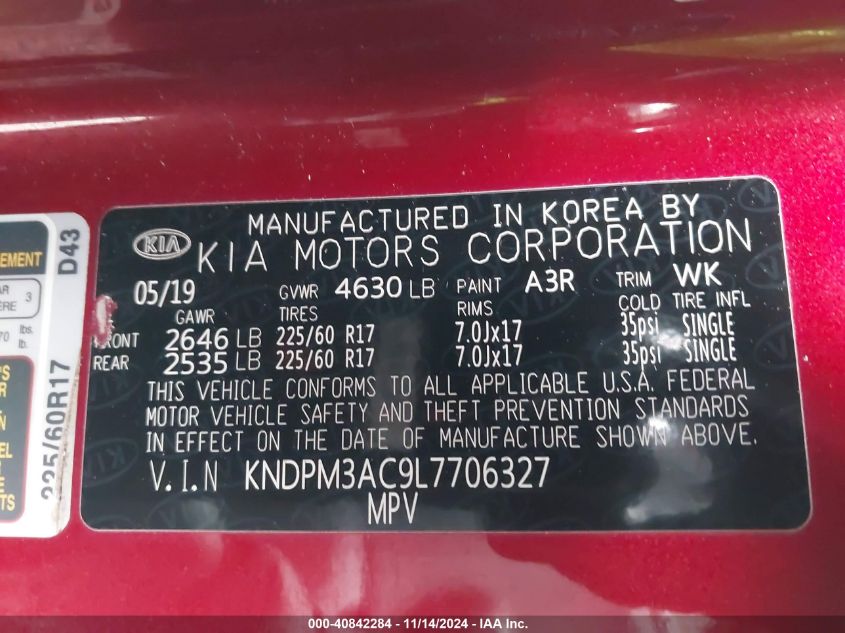 MANUFACTURED IN KOREA BY
KIA KIA MOTORS CORPORATION
05/19 GVWR 4630 LB PAINT A3R TRIM WK
GAWR TIRES RIMS COLD TIRE INFL
FRONT 2646 LB 225/60 R17 7.0Jx17 35psi SINGLE
REAR 2535 LB 225/60 R17 7.0Jx17 35psi SINGLE
THIS VEHICLE CONFORMS TO ALL APPLICABLE U.S.A. FEDERAL
MOTOR VEHICLE SAFETY AND THEFT PREVENTION STANDARDS
IN EFFECT ON THE DATE OF MANUFACTURE SHOWN ABOVE.
V.I.N KNDPM3AC9L7706327
MPV
D43
225/60R17
3
lbs.
lb.
000-40842284 - 11/14/2024 - IAA Inc.